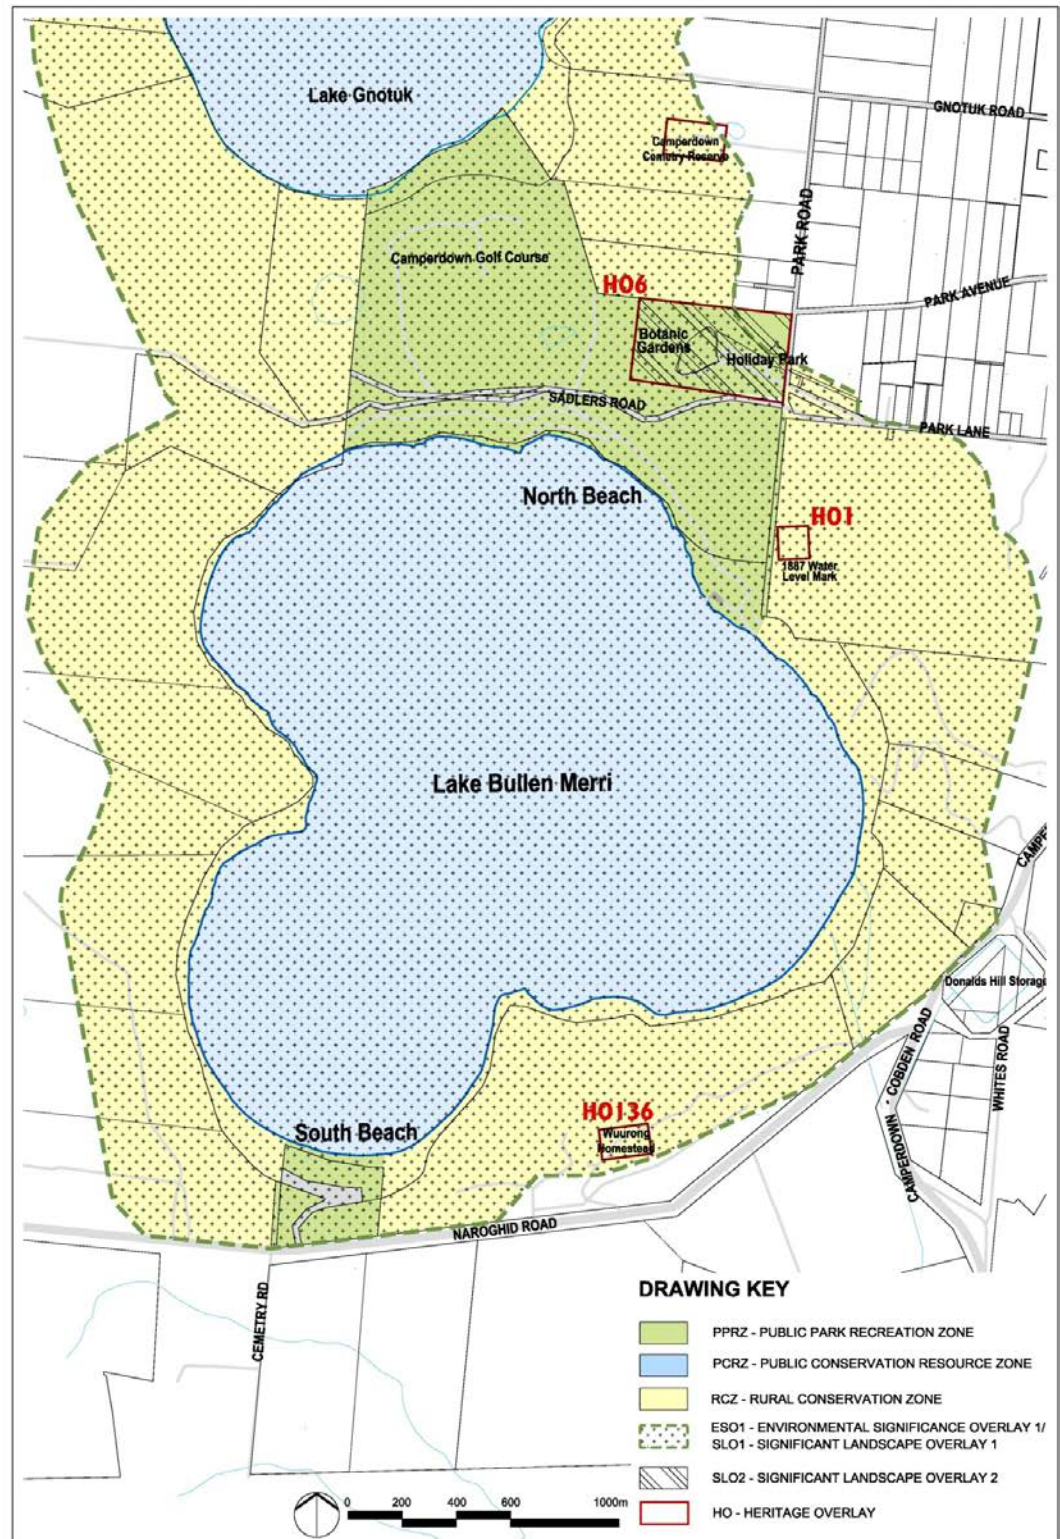 Lake Gnotuk
GNOTUK ROAD
Camperdown
Cemetry Reserve
PARK ROAD
Camperdown Golf Course
HO6
PARK AVENUE
Botanic
Gardens
Holiday Park
SADLERS ROAD
PARK LANE
North Beach
HO1
1887 Water
Level Mark
Lake Bullen Merri
Donalds Hill Storage
CAMPERDOWN - COBDEN ROAD
WHITES ROAD
HO136
Wuurong
Homestead
South Beach
NAROGHID ROAD
CEMETRY RD
DRAWING KEY
PPRZ - PUBLIC PARK RECREATION ZONE
PCRZ - PUBLIC CONSERVATION RESOURCE ZONE
RCZ - RURAL CONSERVATION ZONE
ESO1 - ENVIRONMENTAL SIGNIFICANCE OVERLAY 1/
SLO1 - SIGNIFICANT LANDSCAPE OVERLAY 1
SLO2 - SIGNIFICANT LANDSCAPE OVERLAY 2
HO - HERITAGE OVERLAY
0 200 400 600 1000m